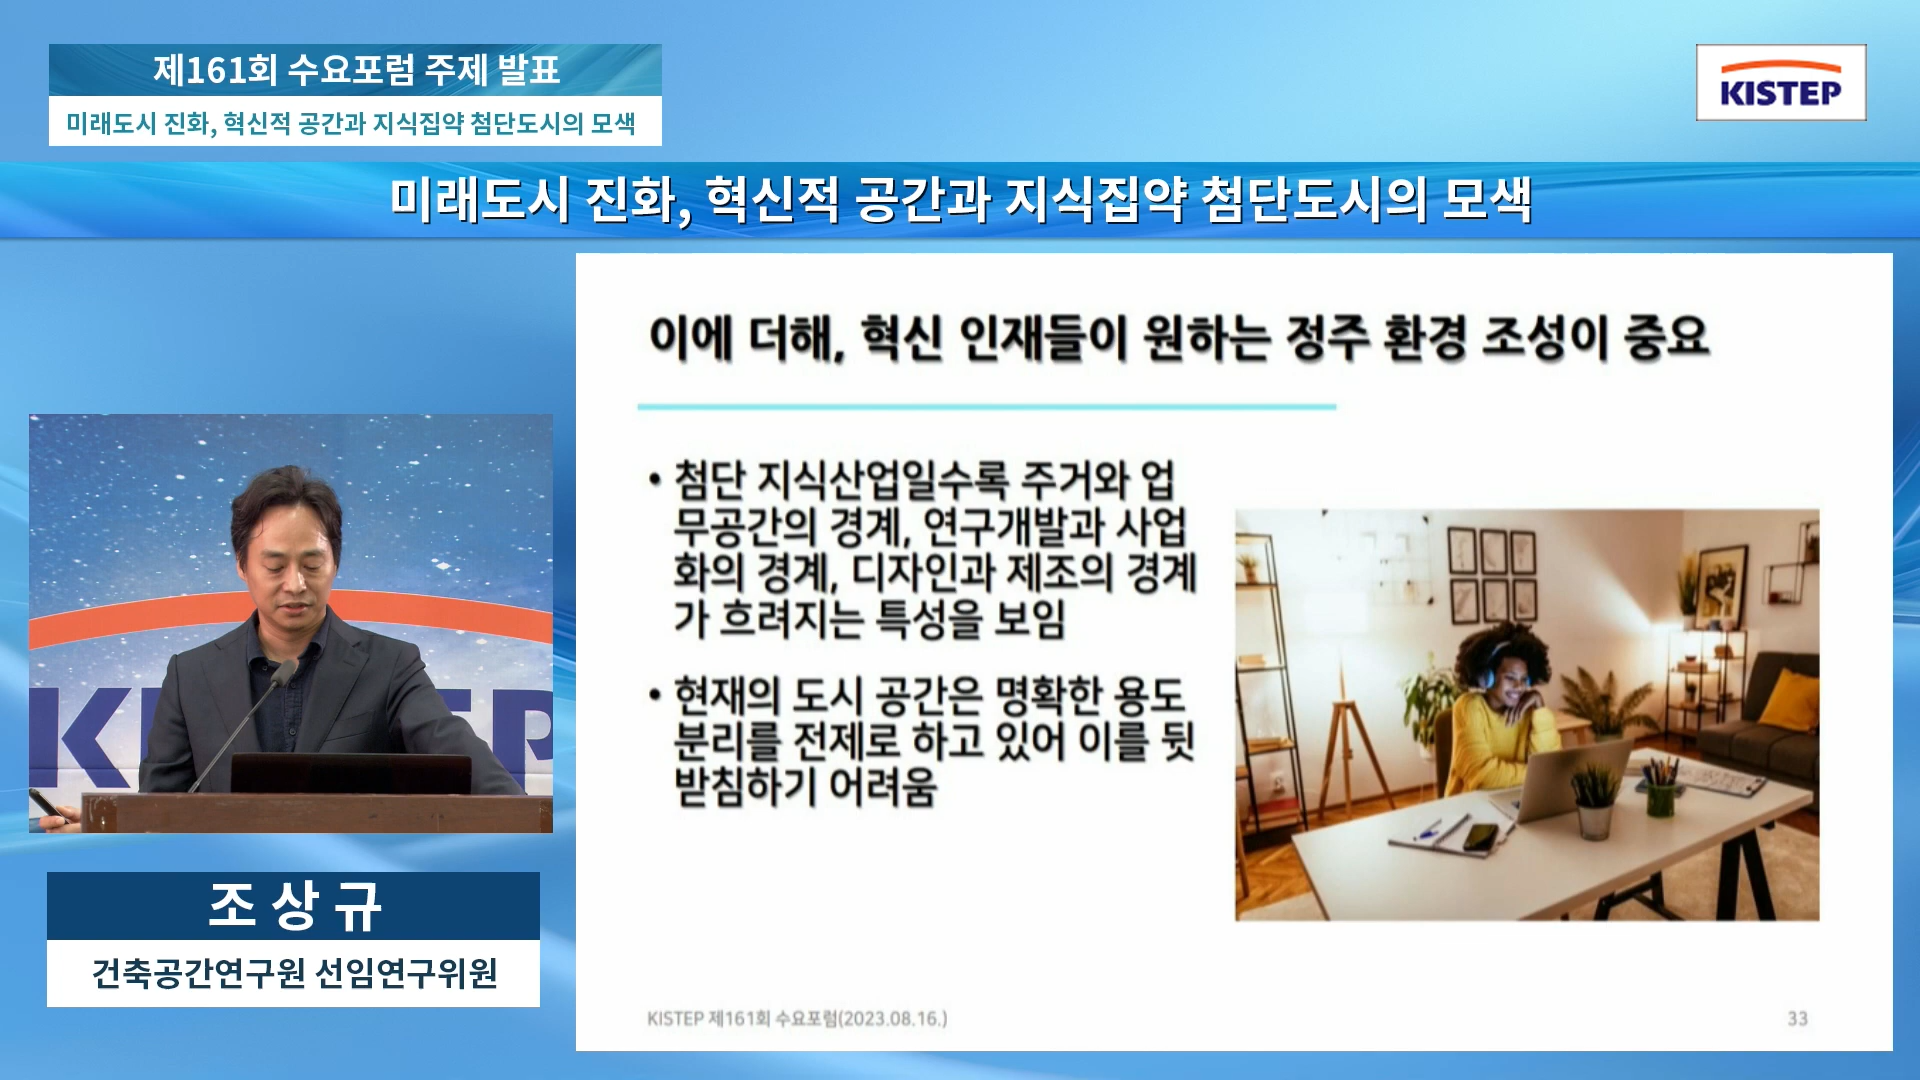 제161회 수요포럼 주제 발표
미래도시 진화, 혁신적 공간과 지식집약 첨단도시의 모색
KISTEP
미래도시 진화, 혁신적 공간과 지식집약 첨단도시의 모색
이에 더해, 혁신 인재들이 원하는 정주 환경 조성이 중요
• 첨단 지식산업일수록 주거와 업
무공간의 경계, 연구개발과 사업
화의 경계, 디자인과 제조의 경계
가 흐려지는 특성을 보임
• 현재의 도시 공간은 명확한 용도
분리를 전제로 하고 있어 이를 뒷
받침하기 어려움
조상규
건축공간연구원 선임연구위원
KISTEP 제161회 수요포럼(2023.08.16.)
33